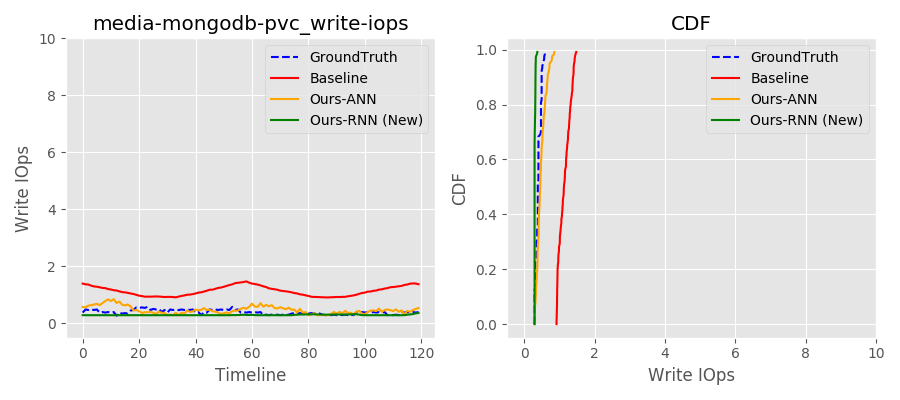 media-mongodb-pvc_write-iops
Write IOps
10
8
6
4
2
0
0 20 40 60 80 100 120
Timeline
GroundTruth
Baseline
Ours-ANN
Ours-RNN (New)
CDF
CDF
1.0
0.8
0.6
0.4
0.2
0.0
0 2 4 6 8 10
Write IOps
GroundTruth
Baseline
Ours-ANN
Ours-RNN (New)